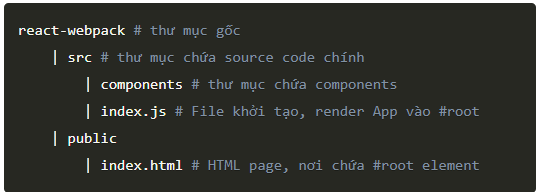 react-webpack # thư mục gốc
| src # thư mục chứa source code chính
| components # thư mục chứa components
| index.js # File khởi tạo, render App vào #root
| public
| index.html # HTML page, nơi chứa #root element